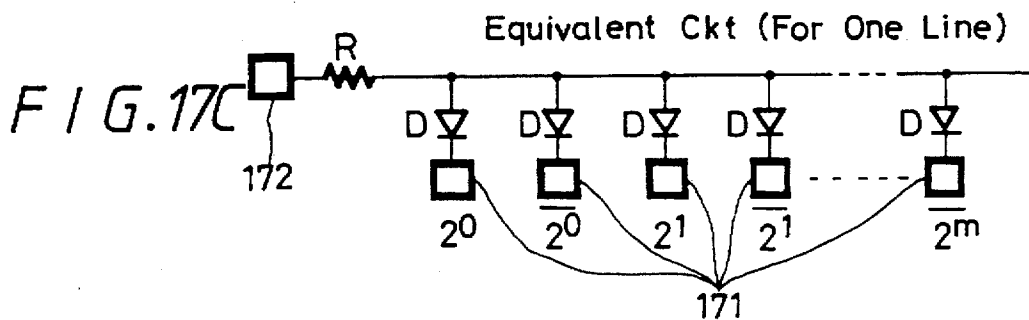 Equivalent Ckt (For One Line)
R
FIG.17C
D D D D D
172
2⁰ 2̅⁰̅ 2¹ 2̅¹̅ 2̅ᵐ̅
171